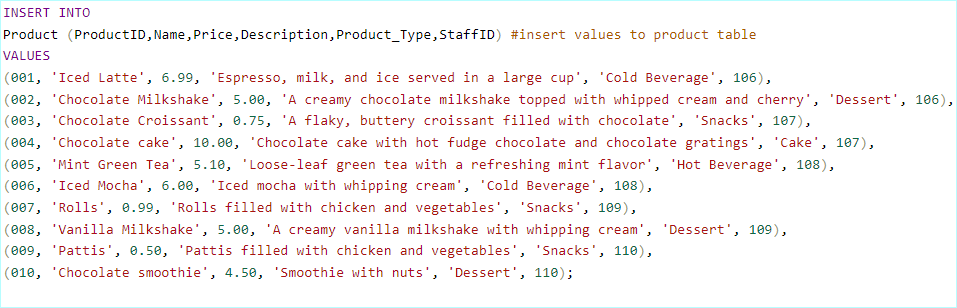 INSERT INTO
Product (ProductID,Name,Price,Description,Product_Type,StaffID) #insert values to product table
VALUES
(001, 'Iced Latte', 6.99, 'Espresso, milk, and ice served in a large cup', 'Cold Beverage', 106),
(002, 'Chocolate Milkshake', 5.00, 'A creamy chocolate milkshake topped with whipped cream and cherry', 'Dessert', 106),
(003, 'Chocolate Croissant', 0.75, 'A flaky, buttery croissant filled with chocolate', 'Snacks', 107),
(004, 'Chocolate cake', 10.00, 'Chocolate cake with hot fudge chocolate and chocolate gratings', 'Cake', 107),
(005, 'Mint Green Tea', 5.10, 'Loose-leaf green tea with a refreshing mint flavor', 'Hot Beverage', 108),
(006, 'Iced Mocha', 6.00, 'Iced mocha with whipping cream', 'Cold Beverage', 108),
(007, 'Rolls', 0.99, 'Rolls filled with chicken and vegetables', 'Snacks', 109),
(008, 'Vanilla Milkshake', 5.00, 'A creamy vanilla milkshake with whipping cream', 'Dessert', 109),
(009, 'Pattis', 0.50, 'Pattis filled with chicken and vegetables', 'Snacks', 110),
(010, 'Chocolate smoothie', 4.50, 'Smoothie with nuts', 'Dessert', 110);